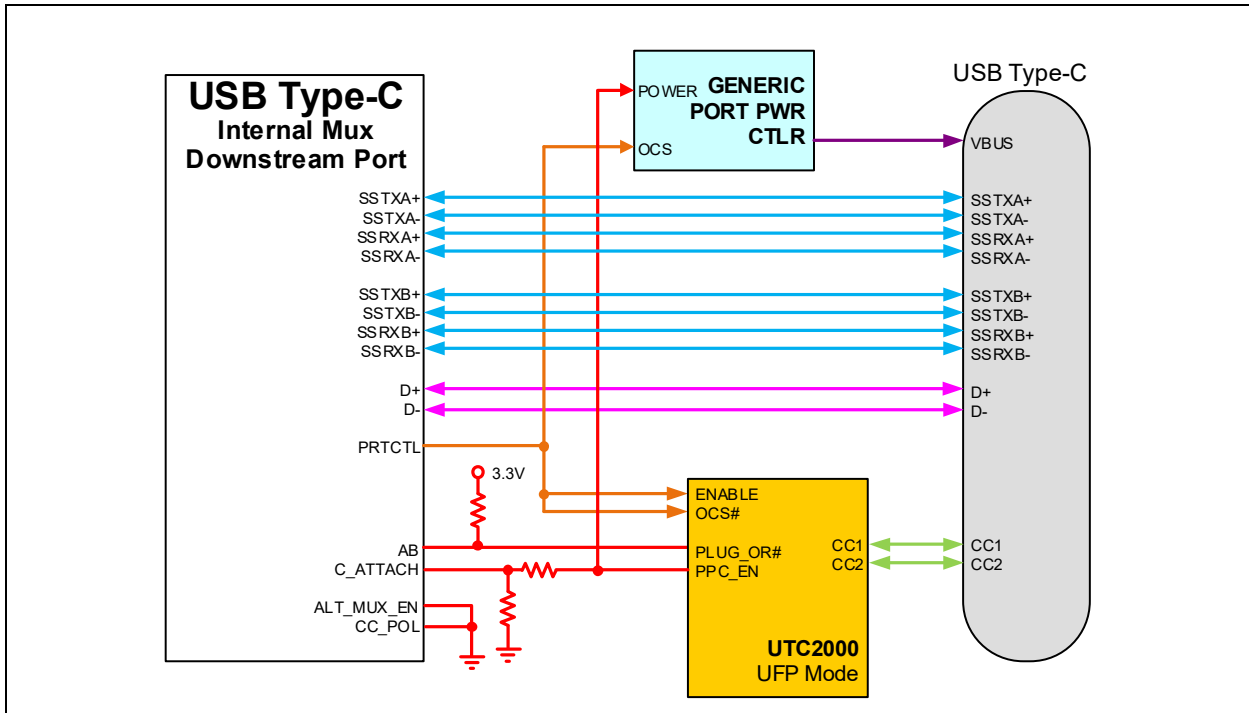 USB Type-C
Internal Mux
Downstream Port
SSTXA+
SSTXA-
SSRXA+
SSRXA-
SSTXB+
SSTXB-
SSRXB+
SSRXB-
D+
D-
PRTCTL
AB
C_ATTACH
ALT_MUX_EN
CC_POL
3.3V
POWER
GENERIC
PORT PWR
CTLR
OCS
ENABLE
OCS#
PLUG_OR#
PPC_EN
CC1
CC2
UTC2000
UFP Mode
USB Type-C
VBUS
SSTXA+
SSTXA-
SSRXA+
SSRXA-
SSTXB+
SSTXB-
SSRXB+
SSRXB-
D+
D-
CC1
CC2